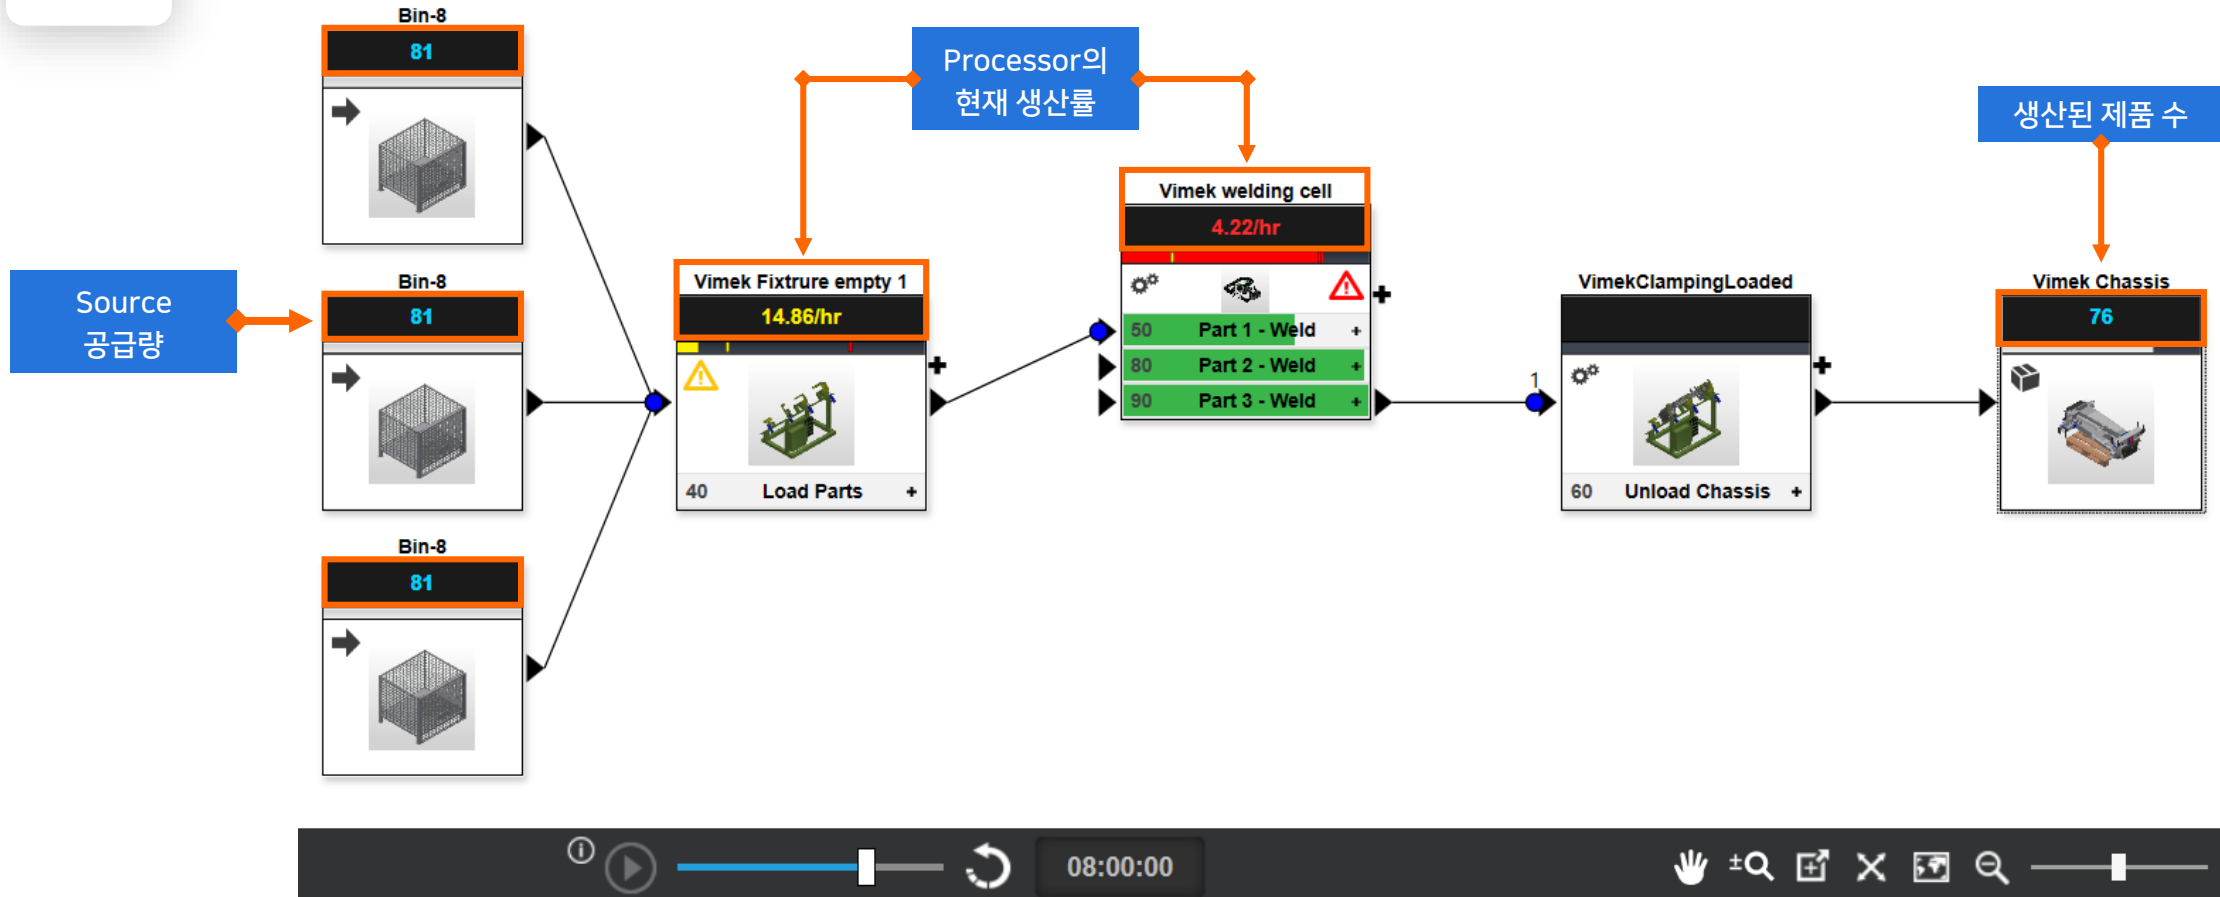 Bin-8
81
Processor의
현재 생산률
생산된 제품 수
Vimek welding cell
4.22/hr
Source
공급량
Bin-8
81
Vimek Fixtrure empty 1
14.86/hr
50 Part 1 - Weld +
80 Part 2 - Weld +
90 Part 3 - Weld +
VimekClampingLoaded
Vimek Chassis
76
1
40 Load Parts +
60 Unload Chassis +
Bin-8
81
08:00:00